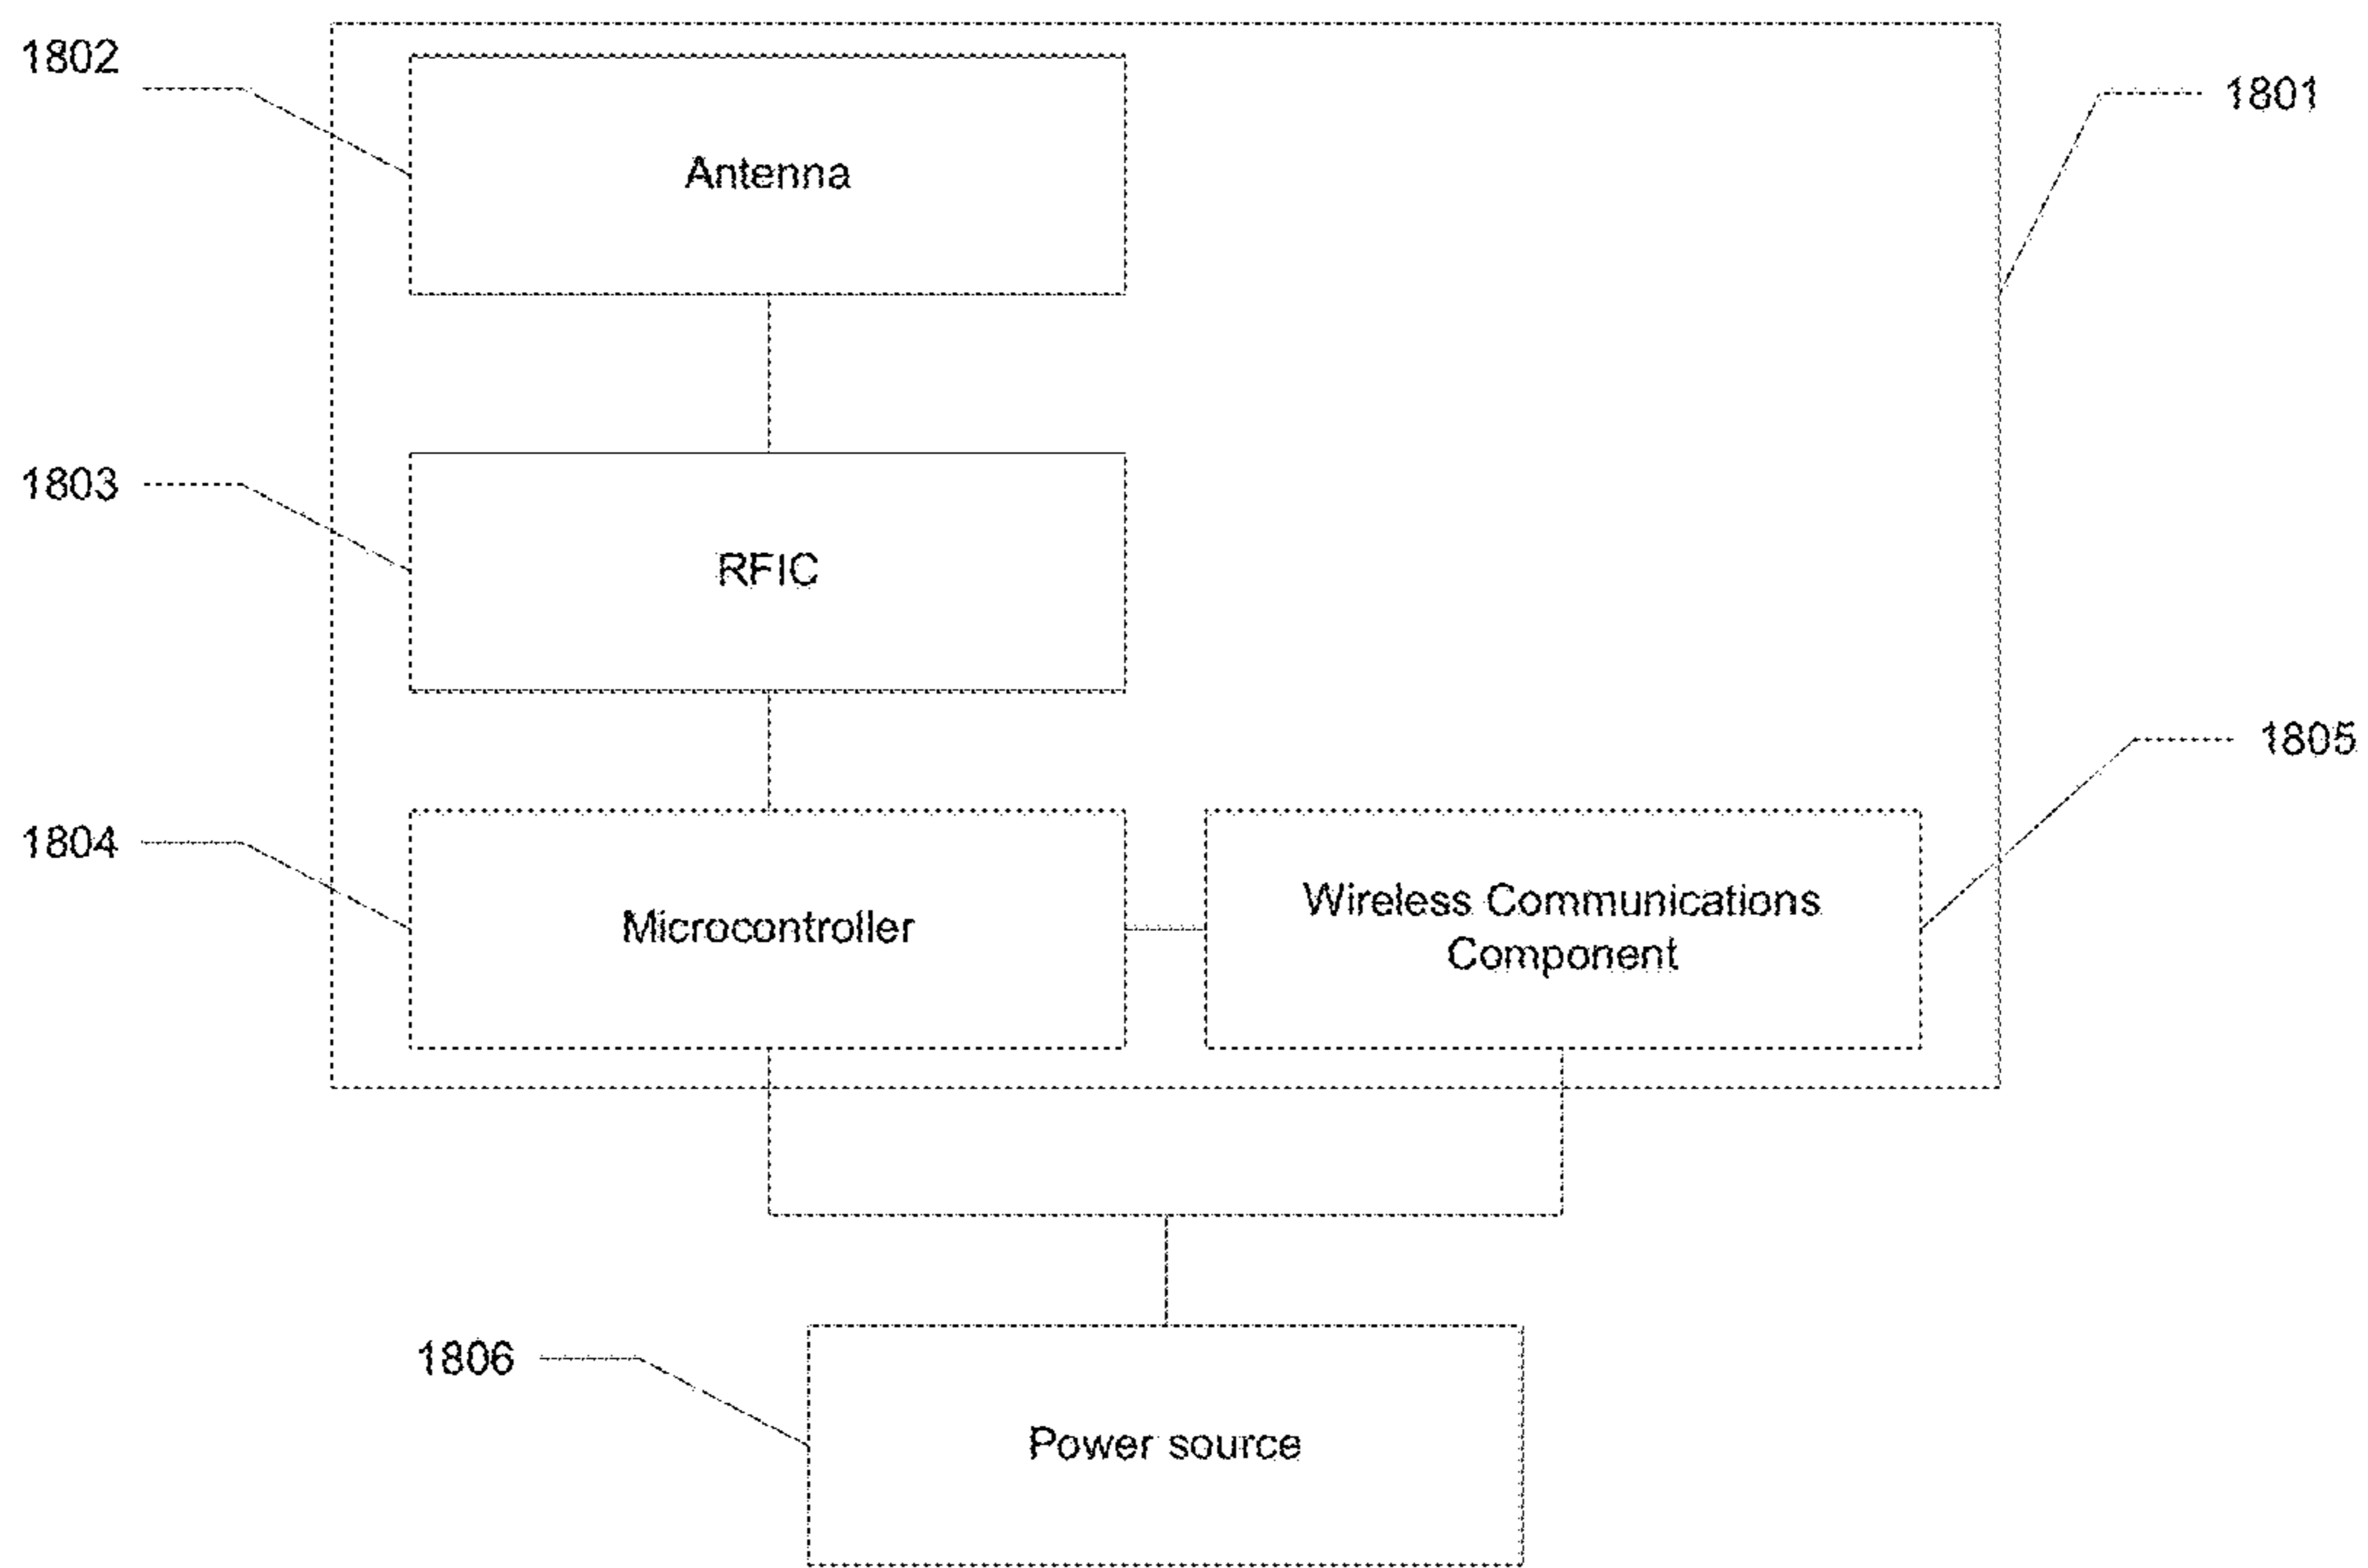 1802
1801
Antenna
1803
RFIC
1805
1804
Microcontroller
Wireless Communications
Component
1806
Power source